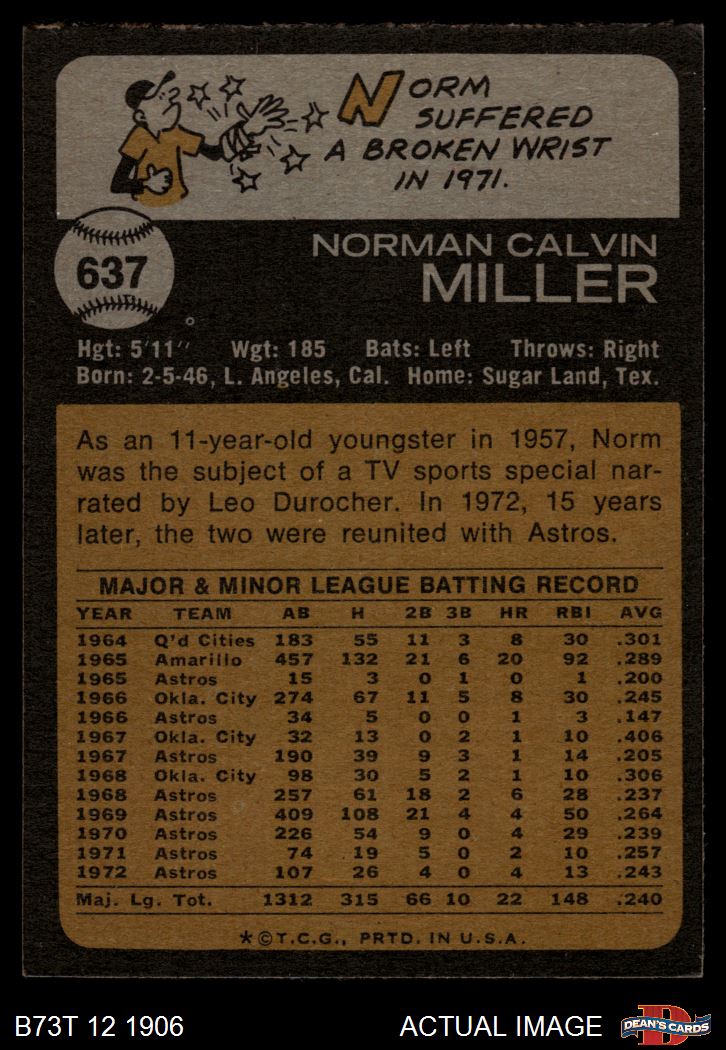 NORM
SUFFERED
A BROKEN WRIST
IN 1971.
637
NORMAN CALVIN
MILLER
Hgt: 5'11" Wgt: 185 Bats: Left Throws: Right
Born: 2-5-46, L. Angeles, Cal. Home: Sugar Land, Tex.
As an 11-year-old youngster in 1957, Norm
was the subject of a TV sports special nar-
rated by Leo Durocher. In 1972, 15 years
later, the two were reunited with Astros.
MAJOR & MINOR LEAGUE BATTING RECORD
YEAR TEAM AB H 2B 3B HR RBI AVG
1964 Q'd Cities 183 55 11 3 8 30 .301
1965 Amarillo 457 132 21 6 20 92 .289
1965 Astros 15 3 0 1 0 1 .200
1966 Okla. City 274 67 11 5 8 30 .245
1966 Astros 34 5 0 0 1 3 .147
1967 Okla. City 32 13 0 2 1 10 .406
1967 Astros 190 39 9 3 1 14 .205
1968 Okla. City 98 30 5 2 1 10 .306
1968 Astros 257 61 18 2 6 28 .237
1969 Astros 409 108 21 4 4 50 .264
1970 Astros 226 54 9 0 4 29 .239
1971 Astros 74 19 5 0 2 10 .257
1972 Astros 107 26 4 0 4 13 .243
Maj. Lg. Tot. 1312 315 66 10 22 148 .240
*©T.C.G., PRTD. IN U.S.A.
B73T 12 1906 ACTUAL IMAGE D DEAN'S CARDS